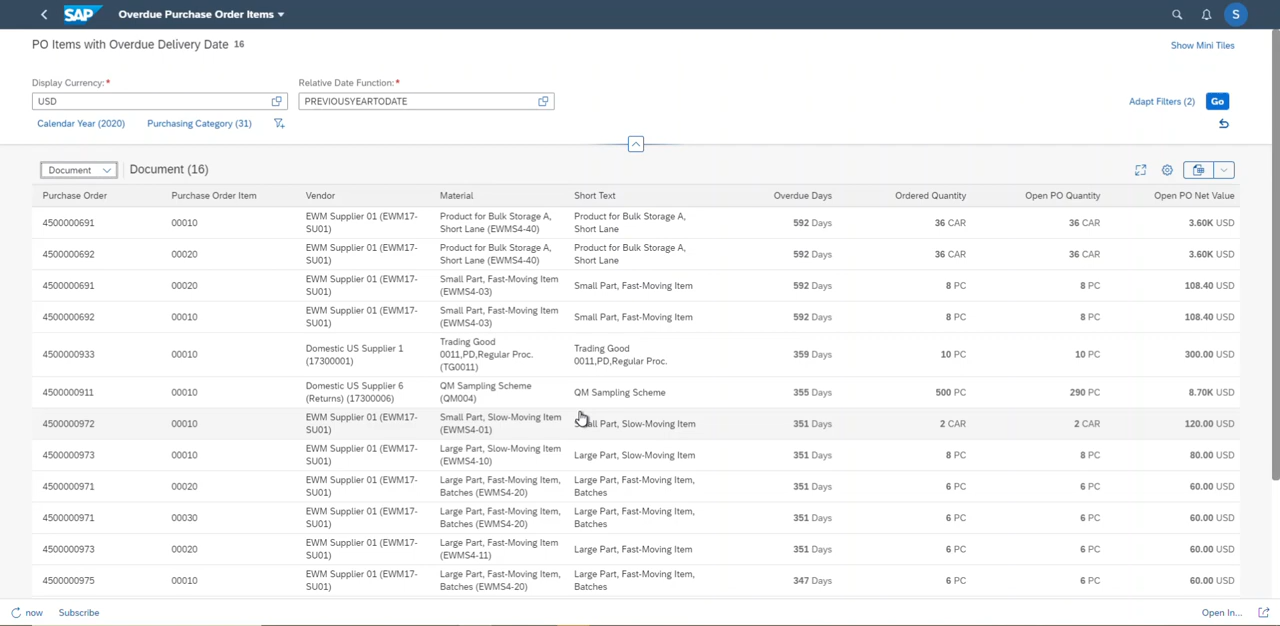 SAP Overdue Purchase Order Items S
PO Items with Overdue Delivery Date 16 Show Mini Tiles
Display Currency:* Relative Date Function:*
USD PREVIOUSYEARTODATE Adapt Filters (2) Go
Calendar Year (2020) Purchasing Category (31)
Document Document (16)
Purchase Order Purchase Order Item Vendor Material Short Text Overdue Days Ordered Quantity Open PO Quantity Open PO Net Value
EWM Supplier 01 (EWM17- Product for Bulk Storage A, Product for Bulk Storage A,
4500000691 00010 592 Days 36 CAR 36 CAR 3.60K USD
SU01) Short Lane (EWMS4-40) Short Lane
EWM Supplier 01 (EWM17- Product for Bulk Storage A, Product for Bulk Storage A,
4500000692 00020 592 Days 36 CAR 36 CAR 3.60K USD
SU01) Short Lane (EWMS4-40) Short Lane
EWM Supplier 01 (EWM17- Small Part, Fast-Moving Item
4500000691 00020 Small Part, Fast-Moving Item 592 Days 8 PC 8 PC 108.40 USD
SU01) (EWMS4-03)
EWM Supplier 01 (EWM17- Small Part, Fast-Moving Item
4500000692 00010 Small Part, Fast-Moving Item 592 Days 8 PC 8 PC 108.40 USD
SU01) (EWMS4-03)
Domestic US Supplier 1 Trading Good Trading Good
4500000933 00010 0011,PD,Regular Proc. 359 Days 10 PC 10 PC 300.00 USD
(17300001) (TG0011) 0011,PD,Regular Proc.
Domestic US Supplier 6 QM Sampling Scheme
4500000911 00010 QM Sampling Scheme 355 Days 500 PC 290 PC 8.70K USD
(Returns) (17300006) (QM004)
EWM Supplier 01 (EWM17- Small Part, Slow-Moving Item
4500000972 00010 Small Part, Slow-Moving Item 351 Days 2 CAR 2 CAR 120.00 USD
SU01) (EWMS4-01)
EWM Supplier 01 (EWM17- Large Part, Slow-Moving Item
4500000973 00010 Large Part, Slow-Moving Item 351 Days 8 PC 8 PC 80.00 USD
SU01) (EWMS4-10)
EWM Supplier 01 (EWM17- Large Part, Fast-Moving Item, Large Part, Fast-Moving Item,
4500000971 00020 351 Days 6 PC 6 PC 60.00 USD
SU01) Batches (EWMS4-20) Batches
EWM Supplier 01 (EWM17- Large Part, Fast-Moving Item, Large Part, Fast-Moving Item,
4500000971 00030 351 Days 6 PC 6 PC 60.00 USD
SU01) Batches (EWMS4-20) Batches
EWM Supplier 01 (EWM17- Large Part, Fast-Moving Item
4500000973 00020 Large Part, Fast-Moving Item 351 Days 6 PC 6 PC 60.00 USD
SU01) (EWMS4-11)
EWM Supplier 01 (EWM17- Large Part, Fast-Moving Item, Large Part, Fast-Moving Item,
4500000975 00010 347 Days 6 PC 6 PC 60.00 USD
SU01) Batches (EWMS4-20) Batches
now Subscribe Open In...